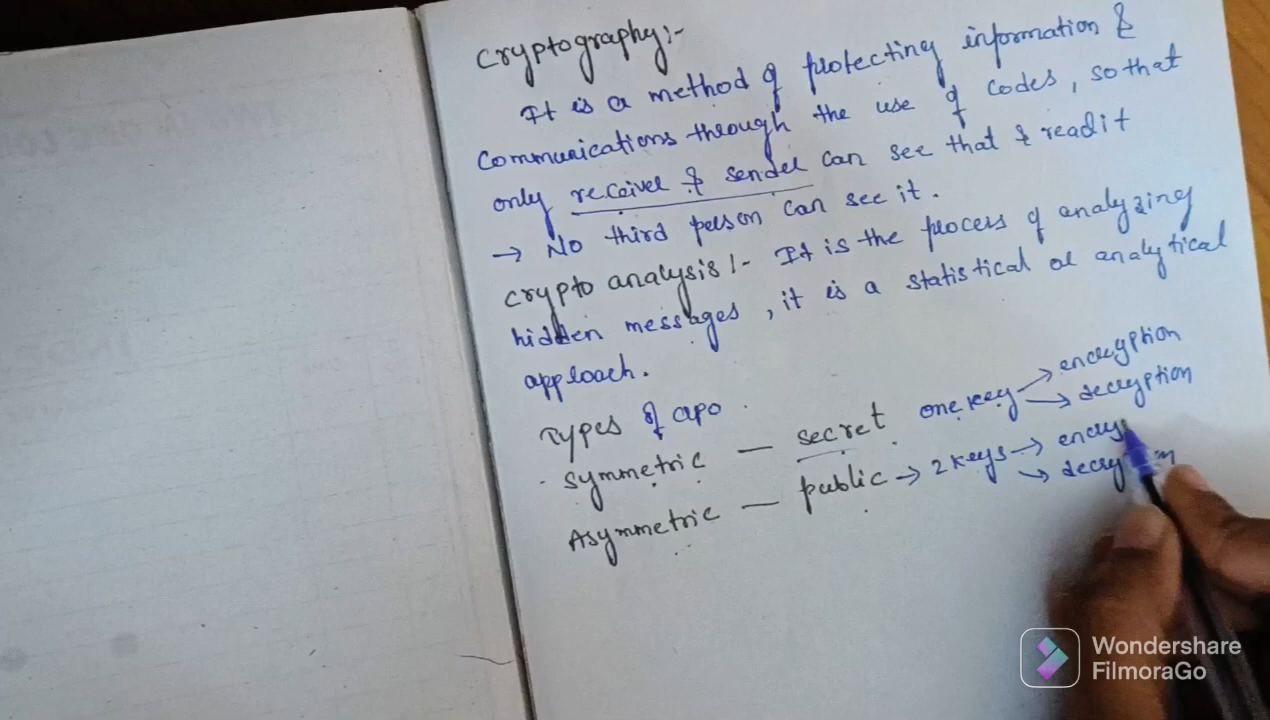 Cryptography:-
It is a method of protecting information &
Communications through the use of codes, so that
only receiver & sender can see that & read it
→ No third person can see it.
crypto analysis :- It is the process of analyzing
hidden messages, it is a statistical or analytical
approach.
Types of apo
symmetric — secret one key → encryption
→ decryption
Asymmetric — public → 2 keys → encry
→ decry
Wondershare
FilmoraGo